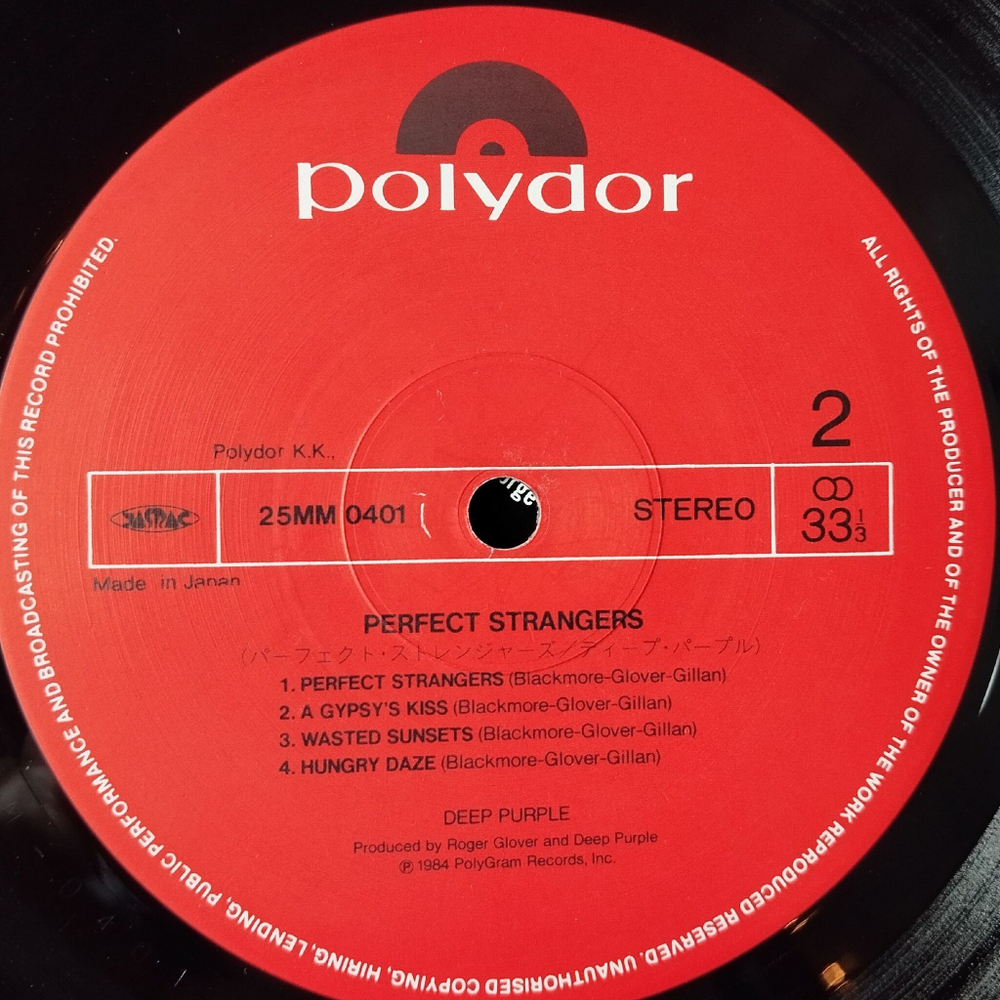 polydor
ALL RIGHTS OF THE PRODUCER AND OF THE OWNER OF THE WORK REPRODUCED RESERVED. UNAUTHORISED COPYING, HIRING, LENDING, PUBLIC PERFORMANCE AND BROADCASTING OF THIS RECORD PROHIBITED.
2
Polydor K.K.,
JASRAC
25MM 0401
STEREO
33 1/3
Made in Japan
PERFECT STRANGERS
(パーフェクト・ストレンジャーズ/ディープ・パープル)
1. PERFECT STRANGERS (Blackmore-Glover-Gillan)
2. A GYPSY'S KISS (Blackmore-Glover-Gillan)
3. WASTED SUNSETS (Blackmore-Glover-Gillan)
4. HUNGRY DAZE (Blackmore-Glover-Gillan)
DEEP PURPLE
Produced by Roger Glover and Deep Purple
℗ 1984 PolyGram Records, Inc.